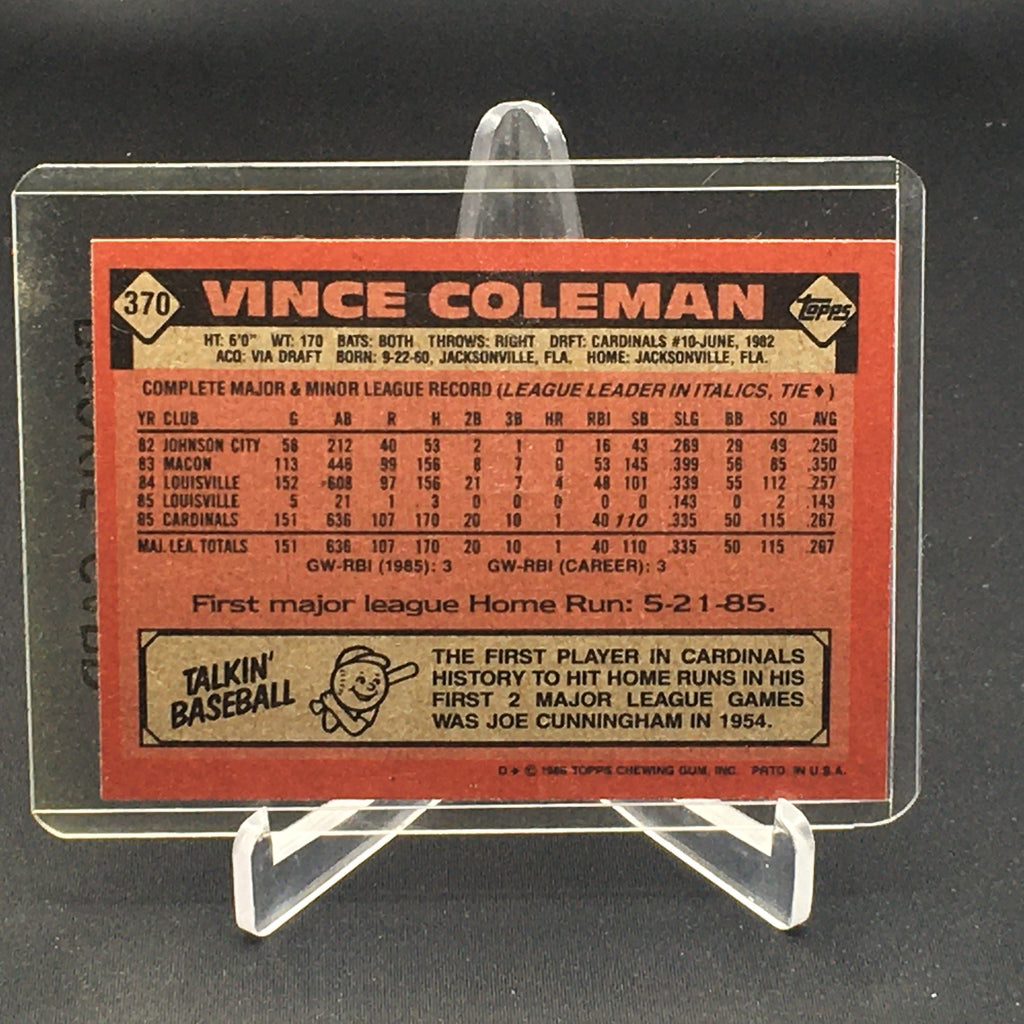 370 VINCE COLEMAN Topps
HT: 6'0" WT: 170 BATS: BOTH THROWS: RIGHT DRFT: CARDINALS #10-JUNE, 1982
ACQ: VIA DRAFT BORN: 9-22-60, JACKSONVILLE, FLA. HOME: JACKSONVILLE, FLA.
COMPLETE MAJOR & MINOR LEAGUE RECORD (LEAGUE LEADER IN ITALICS, TIE ♦)
YR CLUB G AB R H 2B 3B HR RBI SB SLG BB SO AVG
82 JOHNSON CITY 58 212 40 53 2 1 0 16 43 .269 29 49 .250
83 MACON 113 446 99 156 8 7 0 53 145 .399 56 85 .350
84 LOUISVILLE 152 608 97 156 21 7 4 48 101 .339 55 112 .257
85 LOUISVILLE 5 21 1 3 0 0 0 0 0 .143 0 2 .143
85 CARDINALS 151 636 107 170 20 10 1 40 110 .335 50 115 .267
MAJ. LEA. TOTALS 151 636 107 170 20 10 1 40 110 .335 50 115 .267
GW-RBI (1985): 3 GW-RBI (CAREER): 3
First major league Home Run: 5-21-85.
TALKIN'
BASEBALL
THE FIRST PLAYER IN CARDINALS
HISTORY TO HIT HOME RUNS IN HIS
FIRST 2 MAJOR LEAGUE GAMES
WAS JOE CUNNINGHAM IN 1954.
D* © 1986 TOPPS CHEWING GUM, INC. PRTD. IN U.S.A.